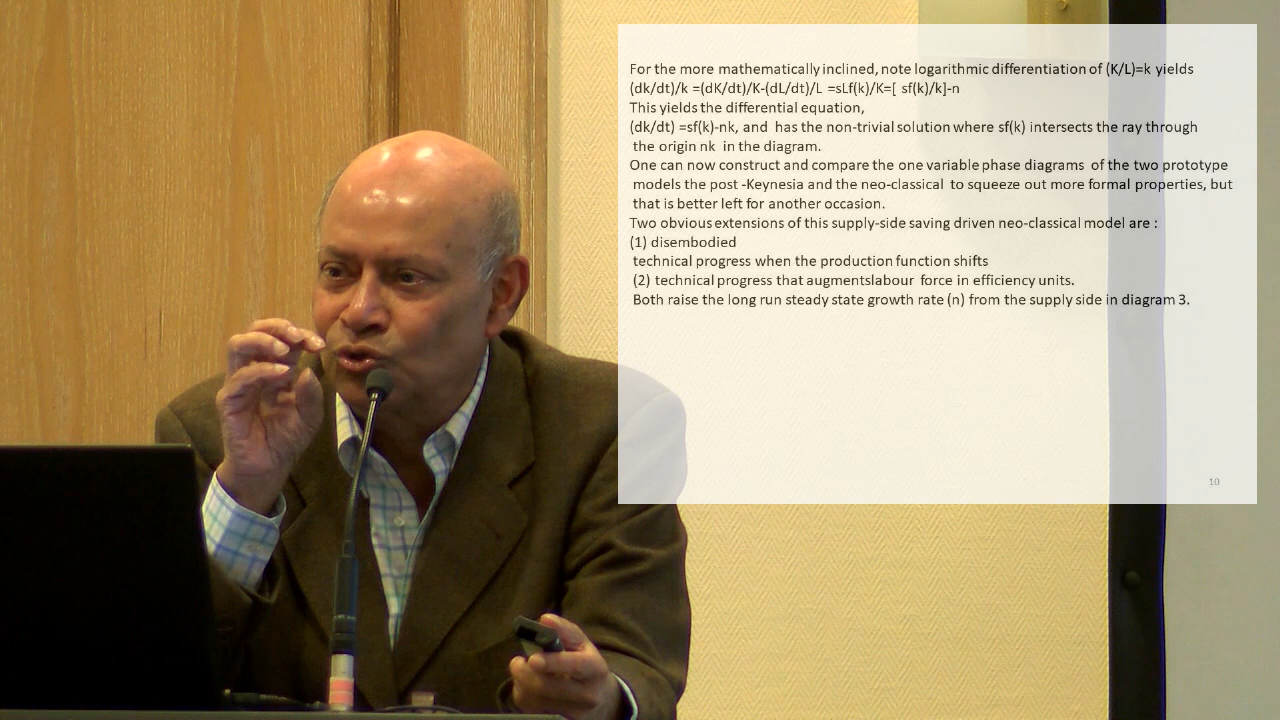 For the more mathematically inclined, note logarithmic differentiation of (K/L)=k yields
(dk/dt)/k =(dK/dt)/K-(dL/dt)/L =sLf(k)/K=[ sf(k)/k]-n
This yields the differential equation,
(dk/dt) =sf(k)-nk, and has the non-trivial solution where sf(k) intersects the ray through
the origin nk in the diagram.
One can now construct and compare the one variable phase diagrams of the two prototype
models the post -Keynesia and the neo-classical to squeeze out more formal properties, but
that is better left for another occasion.
Two obvious extensions of this supply-side saving driven neo-classical model are :
(1) disembodied
technical progress when the production function shifts
(2) technical progress that augmentslabour force in efficiency units.
Both raise the long run steady state growth rate (n) from the supply side in diagram 3.
10